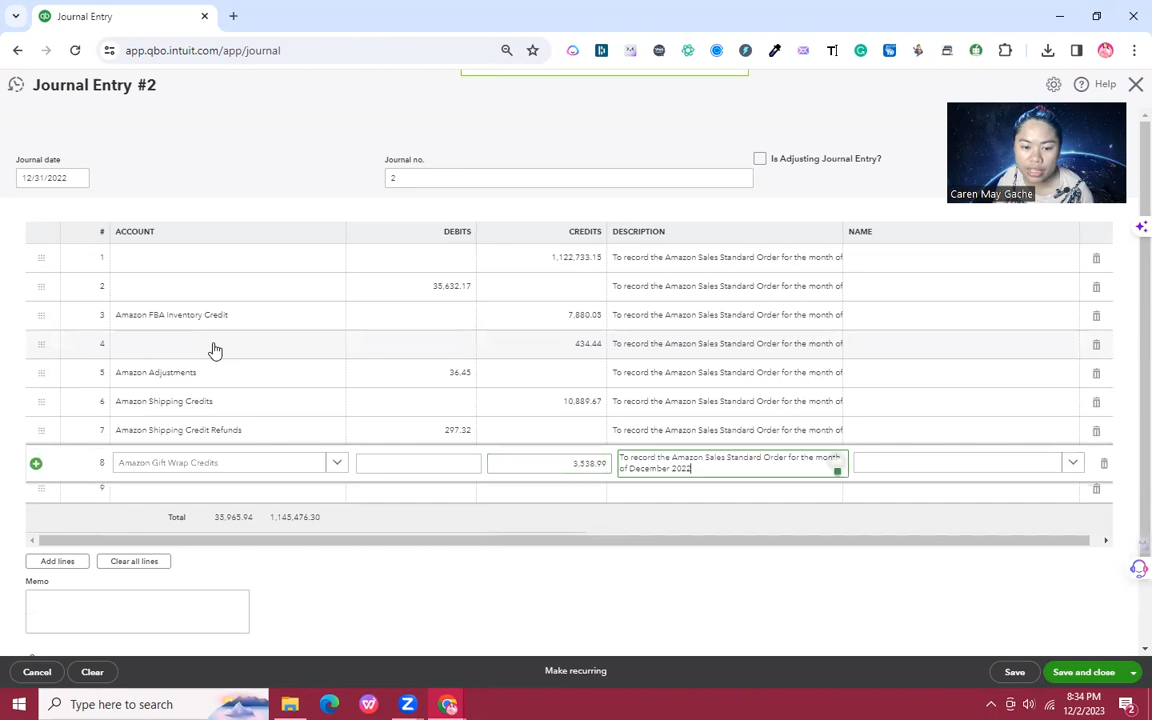 Journal Entry
app.qbo.intuit.com/app/journal
Journal Entry #2
Help
Journal date
12/31/2022
Journal no.
2
Is Adjusting Journal Entry?
Caren May Gache
# ACCOUNT DEBITS CREDITS DESCRIPTION NAME
1 1,122,733.15 To record the Amazon Sales Standard Order for the month of
2 35,632.17 To record the Amazon Sales Standard Order for the month of
3 Amazon FBA Inventory Credit 7,880.05 To record the Amazon Sales Standard Order for the month of
4 434.44 To record the Amazon Sales Standard Order for the month of
5 Amazon Adjustments 36.45 To record the Amazon Sales Standard Order for the month of
6 Amazon Shipping Credits 10,889.67 To record the Amazon Sales Standard Order for the month of
7 Amazon Shipping Credit Refunds 297.32 To record the Amazon Sales Standard Order for the month of
8 Amazon Gift Wrap Credits 3,538.99 To record the Amazon Sales Standard Order for the month
of December 2022
9
Total 35,965.94 1,145,476.30
Add lines Clear all lines
Memo
Cancel Clear Make recurring Save Save and close
Type here to search
8:34 PM
12/2/2023
2